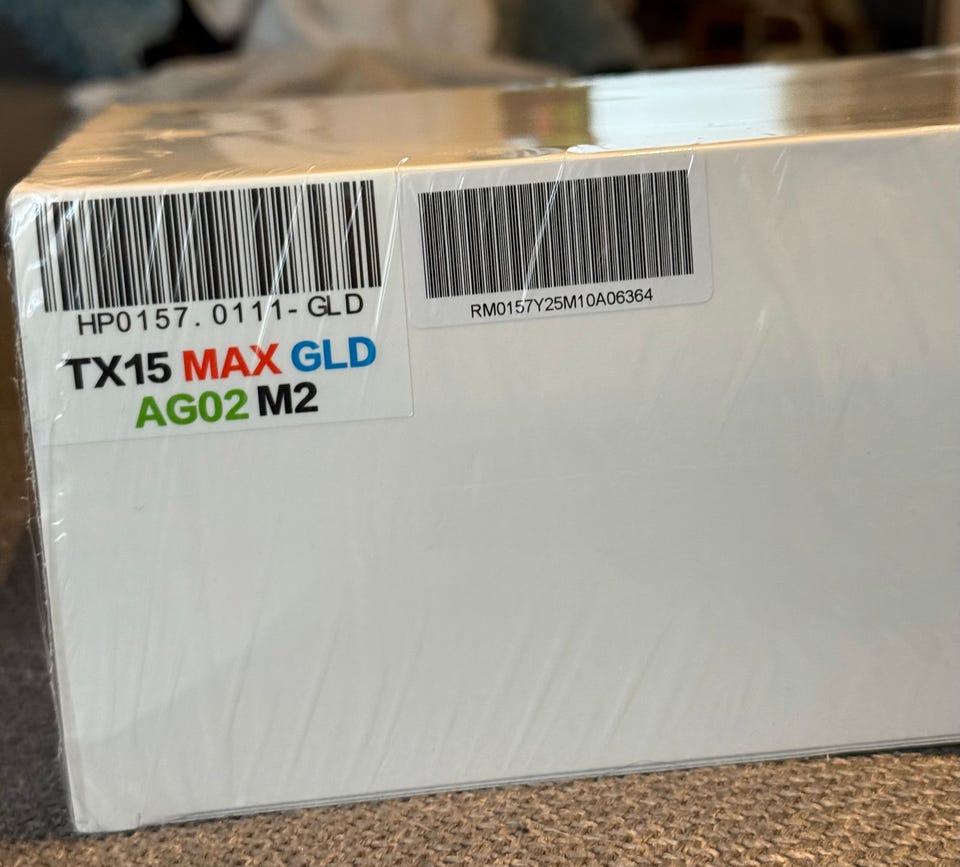 HP0157.0111-GLD
TX15 MAX GLD
AG02 M2
RM0157Y25M10A06364